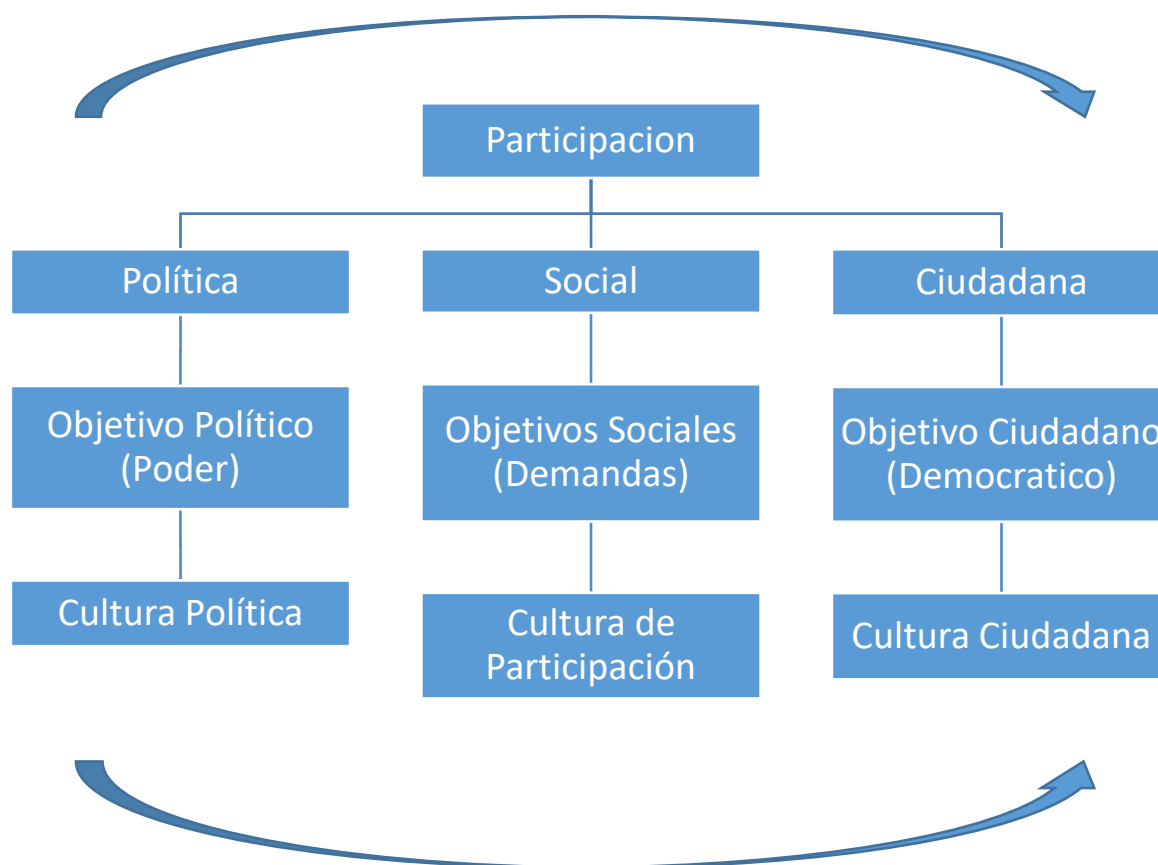 Participacion
Política
Social
Ciudadana
Objetivo Político
(Poder)
Objetivos Sociales
(Demandas)
Objetivo Ciudadano
(Democratico)
Cultura Política
Cultura de
Participación
Cultura Ciudadana